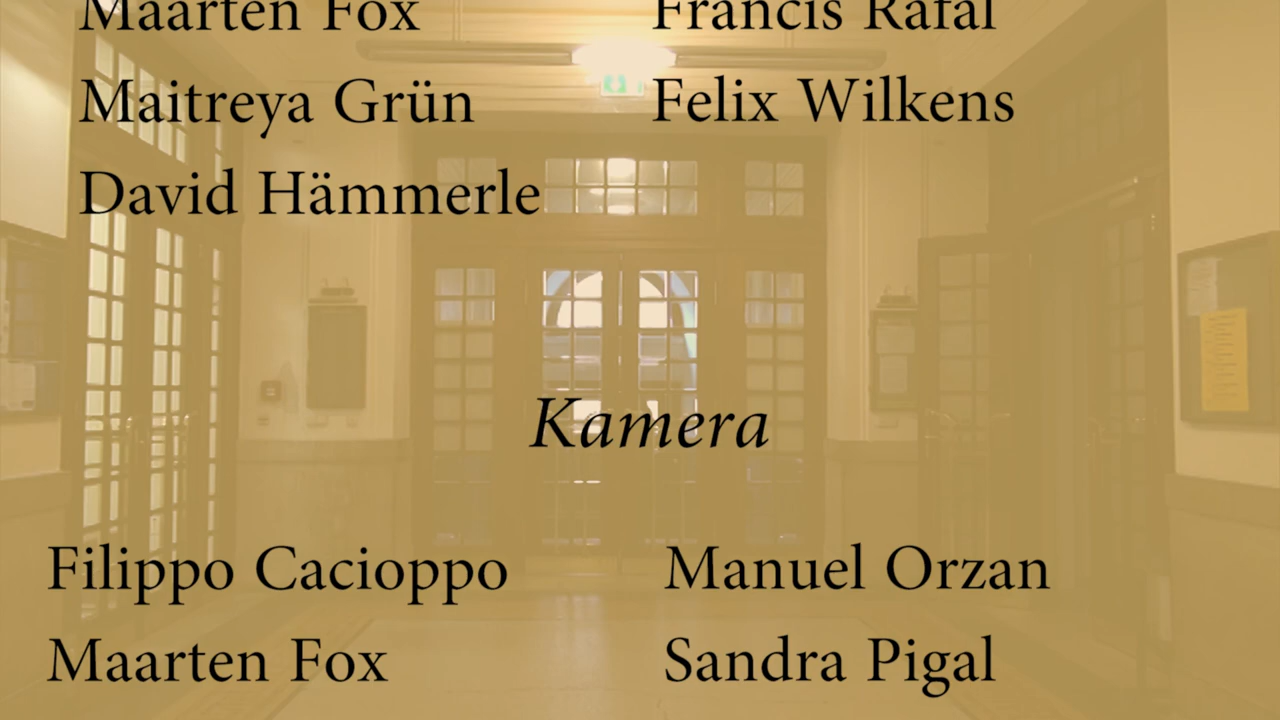 Maarten Fox Francis Rafal
Maitreya Grün Felix Wilkens
David Hämmerle
Kamera
Filippo Cacioppo Manuel Orzan
Maarten Fox Sandra Pigal